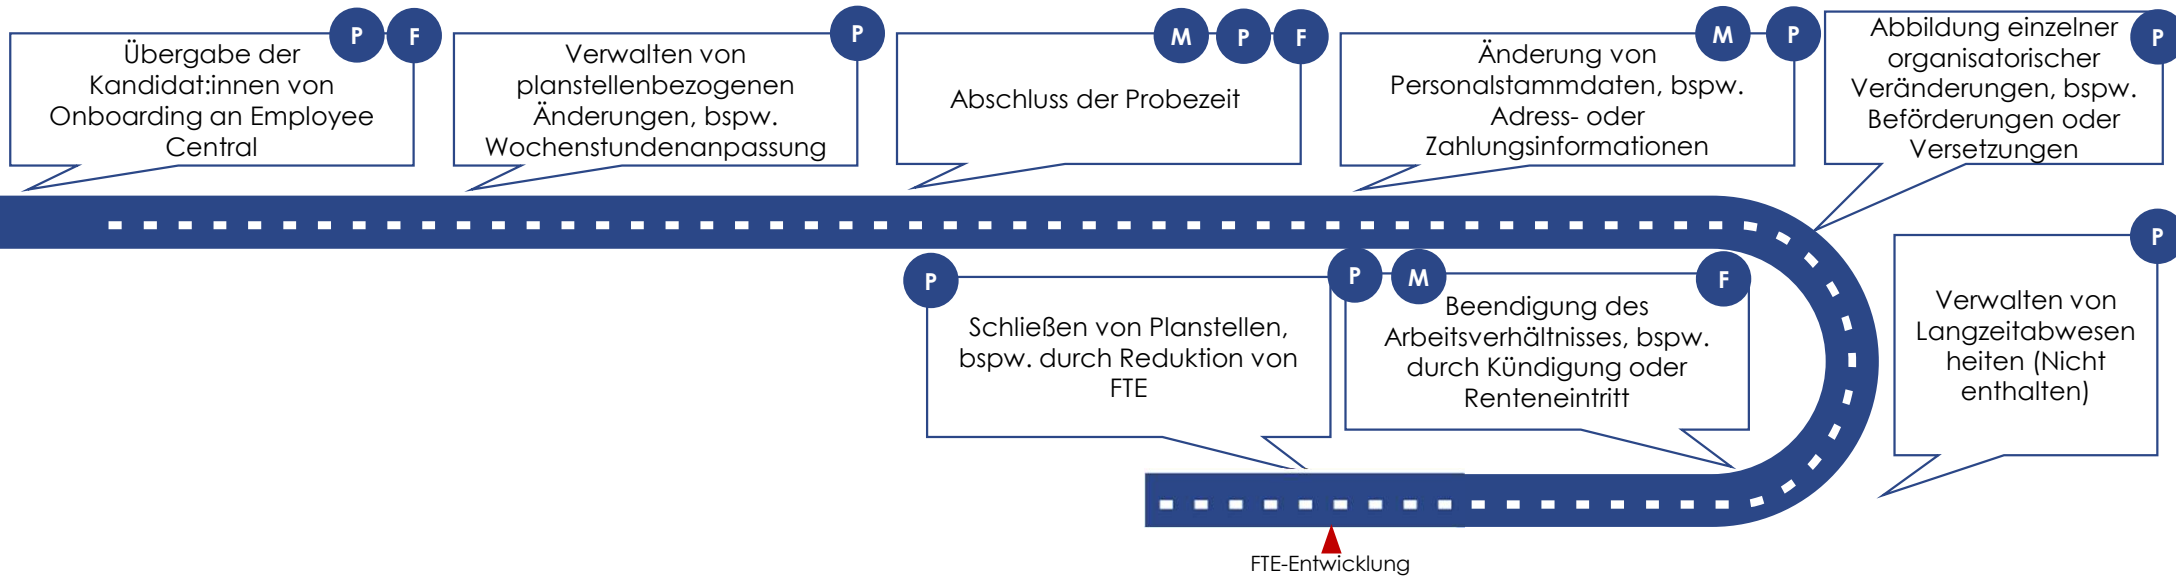 P F
Übergabe der
Kandidat:innen von
Onboarding an Employee
Central
P
Verwalten von
planstellenbezogenen
Änderungen, bspw.
Wochenstundenanpassung
M P F
Abschluss der Probezeit
M P
Änderung von
Personalstammdaten, bspw.
Adress- oder
Zahlungsinformationen
P
Abbildung einzelner
organisatorischer
Veränderungen, bspw.
Beförderungen oder
Versetzungen
P
Verwalten von
Langzeitabwesen
heiten (Nicht
enthalten)
P M F
Beendigung des
Arbeitsverhältnisses, bspw.
durch Kündigung oder
Renteneintritt
P
Schließen von Planstellen,
bspw. durch Reduktion von
FTE
FTE-Entwicklung